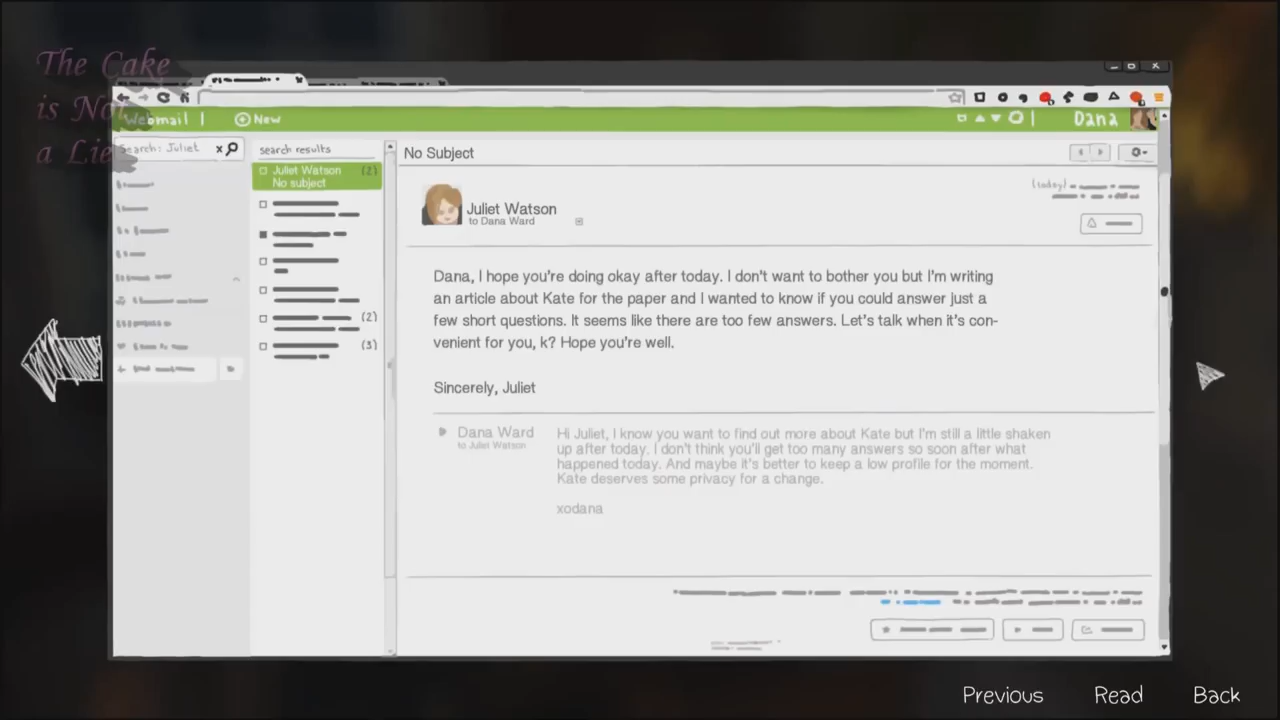 The Cake
is Not
a Lie
Webmail
New
Dana
Search: Juliet x
search results
Juliet Watson (2)
No subject
(2)
(3)
No Subject
(today)
Juliet Watson
to Dana Ward
Dana, I hope you're doing okay after today. I don't want to bother you but I'm writing
an article about Kate for the paper and I wanted to know if you could answer just a
few short questions. It seems like there are too few answers. Let's talk when it's con-
venient for you, k? Hope you're well.
Sincerely, Juliet
Dana Ward
to Juliet Watson
Hi Juliet, I know you want to find out more about Kate but I'm still a little shaken
up after today. I don't think you'll get too many answers so soon after what
happened today. And maybe it's better to keep a low profile for the moment.
Kate deserves some privacy for a change.
xodana
Previous Read Back